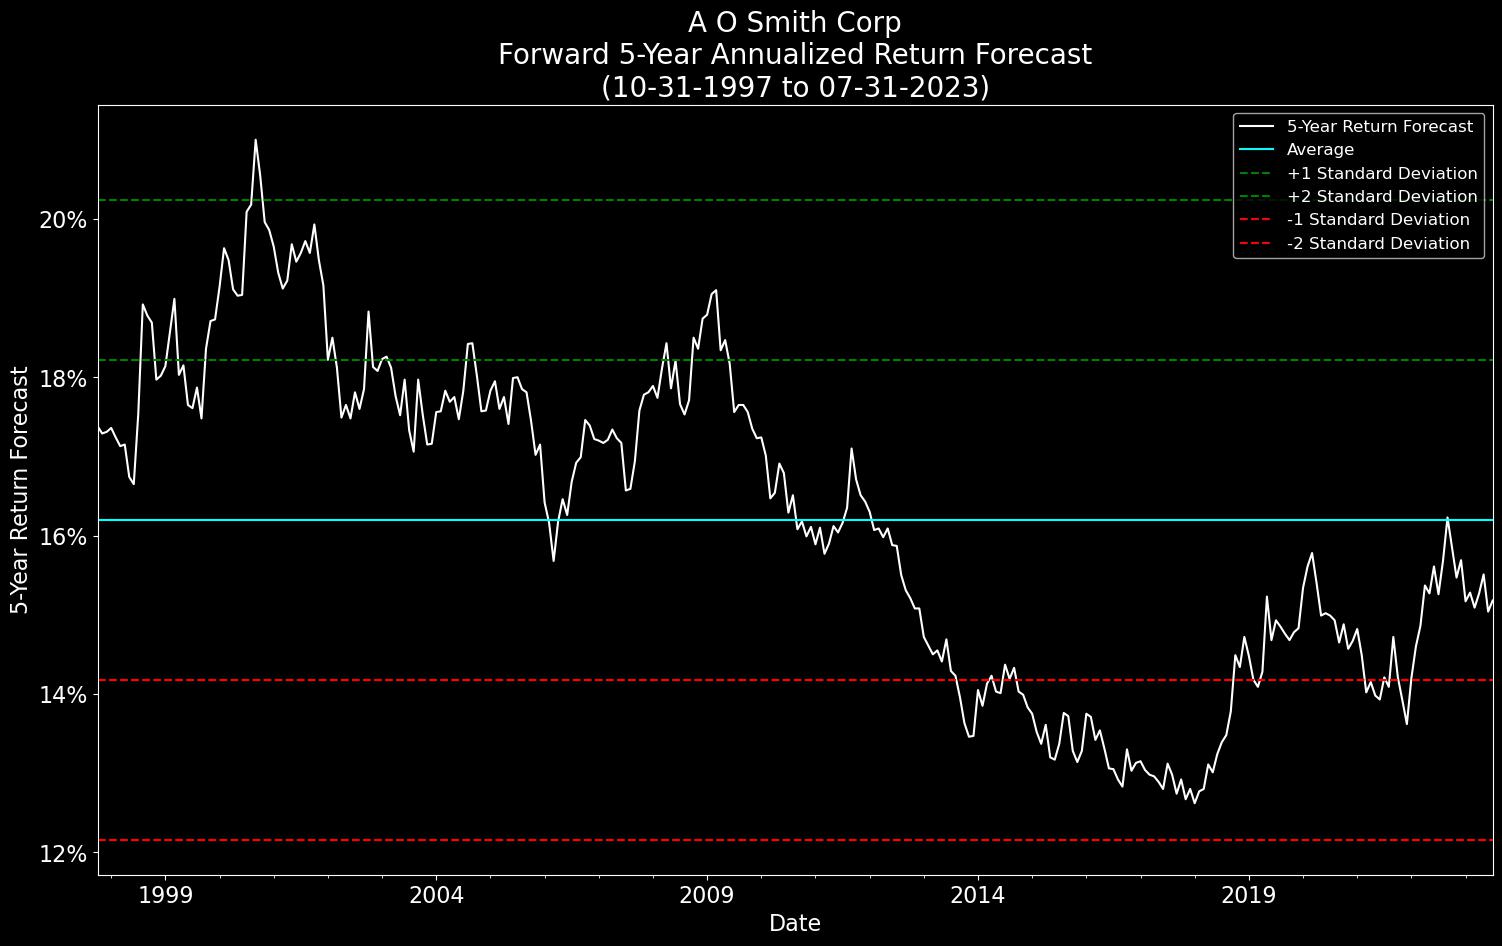 A O Smith Corp
Forward 5-Year Annualized Return Forecast
(10-31-1997 to 07-31-2023)
5-Year Return Forecast
Average
+1 Standard Deviation
+2 Standard Deviation
-1 Standard Deviation
-2 Standard Deviation
5-Year Return Forecast
20%
18%
16%
14%
12%
1999
2004
2009
2014
2019
Date